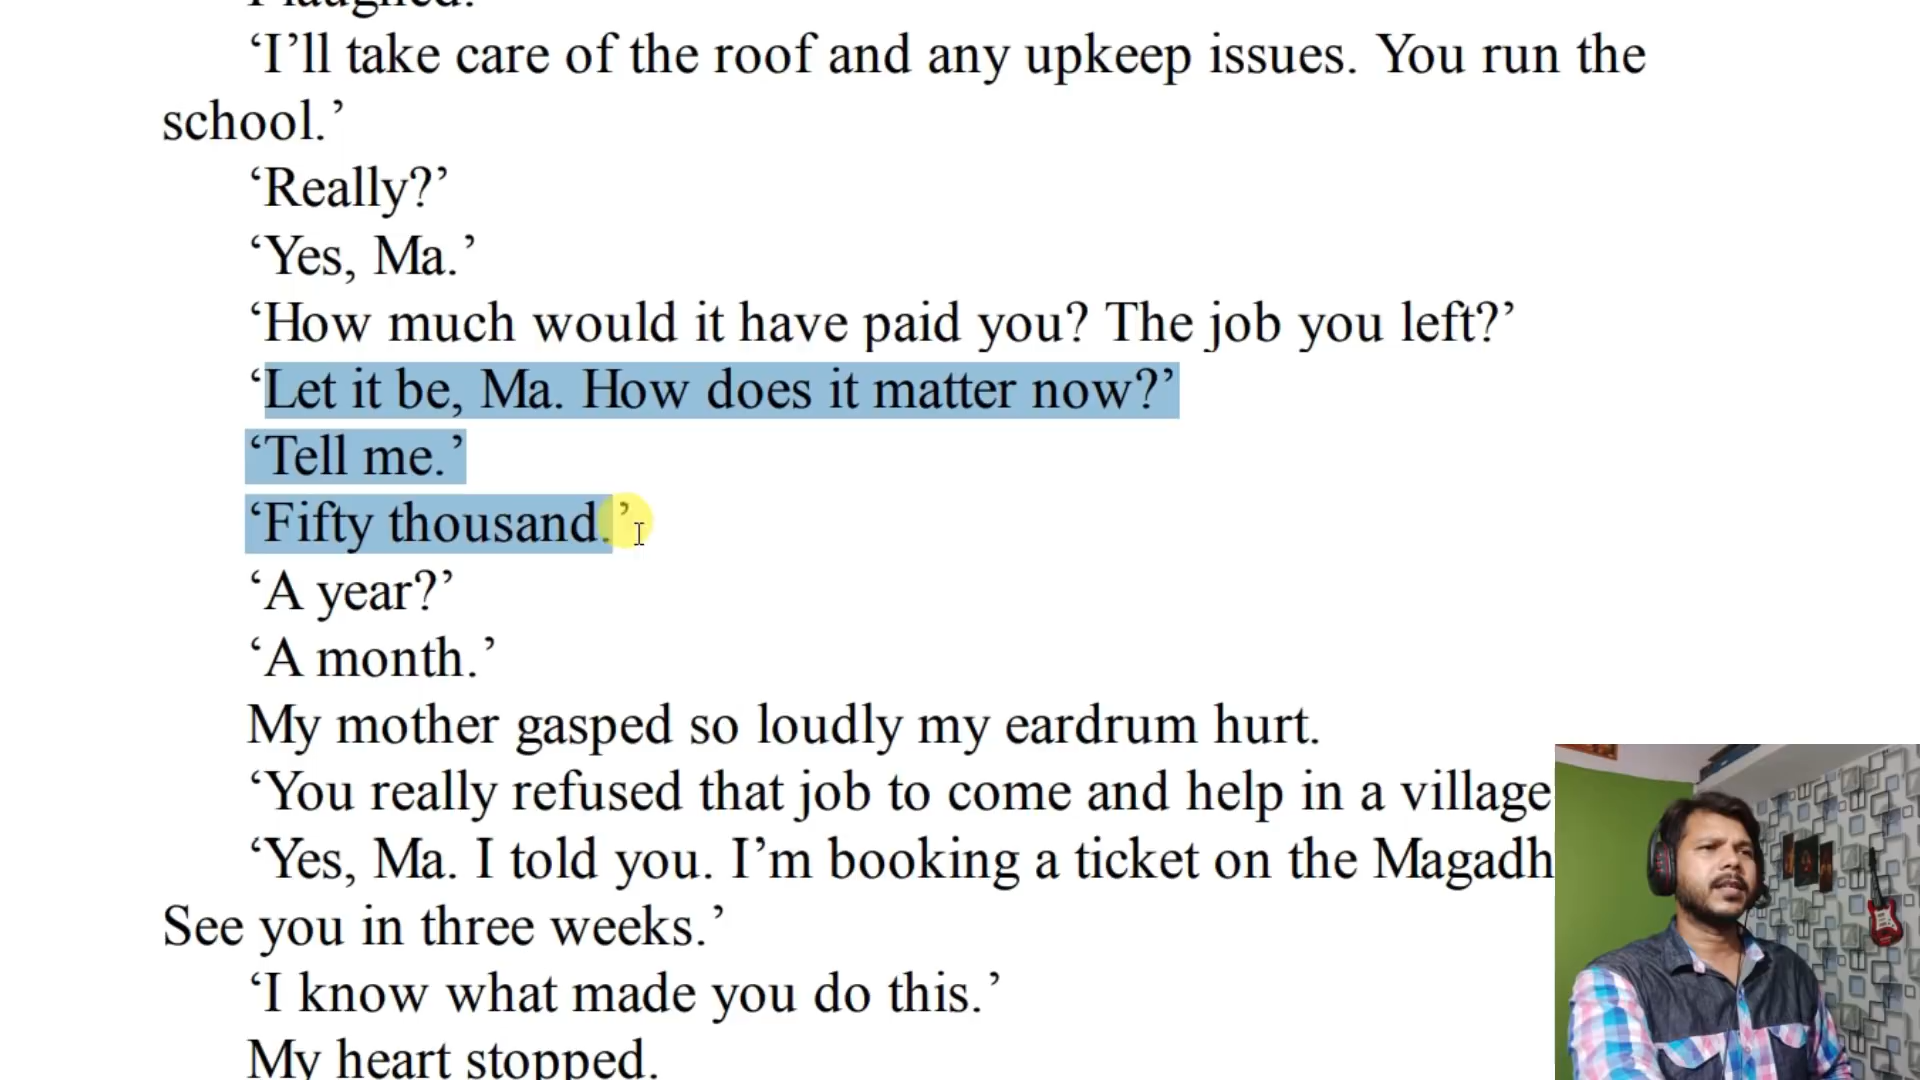 I laughed.
‘I’ll take care of the roof and any upkeep issues. You run the
school.’
‘Really?’
‘Yes, Ma.’
‘How much would it have paid you? The job you left?’
‘Let it be, Ma. How does it matter now?’
‘Tell me.’
‘Fifty thousand.’
‘A year?’
‘A month.’
My mother gasped so loudly my eardrum hurt.
‘You really refused that job to come and help in a village
‘Yes, Ma. I told you. I’m booking a ticket on the Magadh
See you in three weeks.’
‘I know what made you do this.’
My heart stopped.